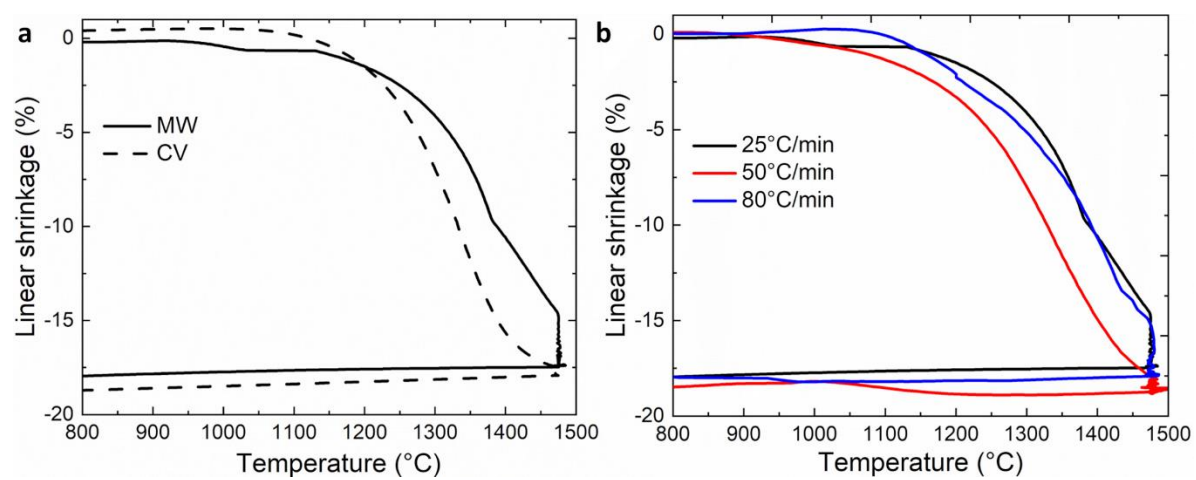 a
Linear shrinkage (%)
0
-5
-10
-15
-20
MW
CV
800 900 1000 1100 1200 1300 1400 1500
Temperature (°C)
b
Linear shrinkage (%)
0
-5
-10
-15
-20
25°C/min
50°C/min
80°C/min
800 900 1000 1100 1200 1300 1400 1500
Temperature (°C)